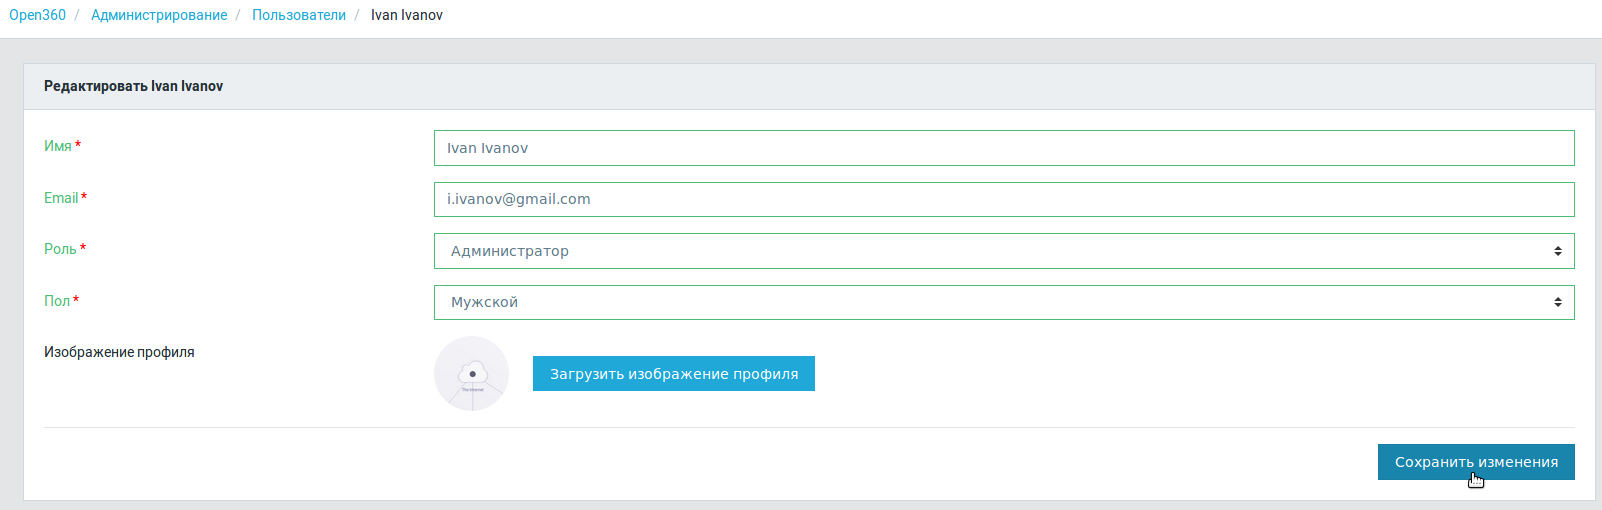 Open360 / Администрирование / Пользователи / Ivan Ivanov
Редактировать Ivan Ivanov
Имя * Ivan Ivanov
Email * i.ivanov@gmail.com
Роль * Администратор
Пол * Мужской
Изображение профиля
Загрузить изображение профиля
Сохранить изменения